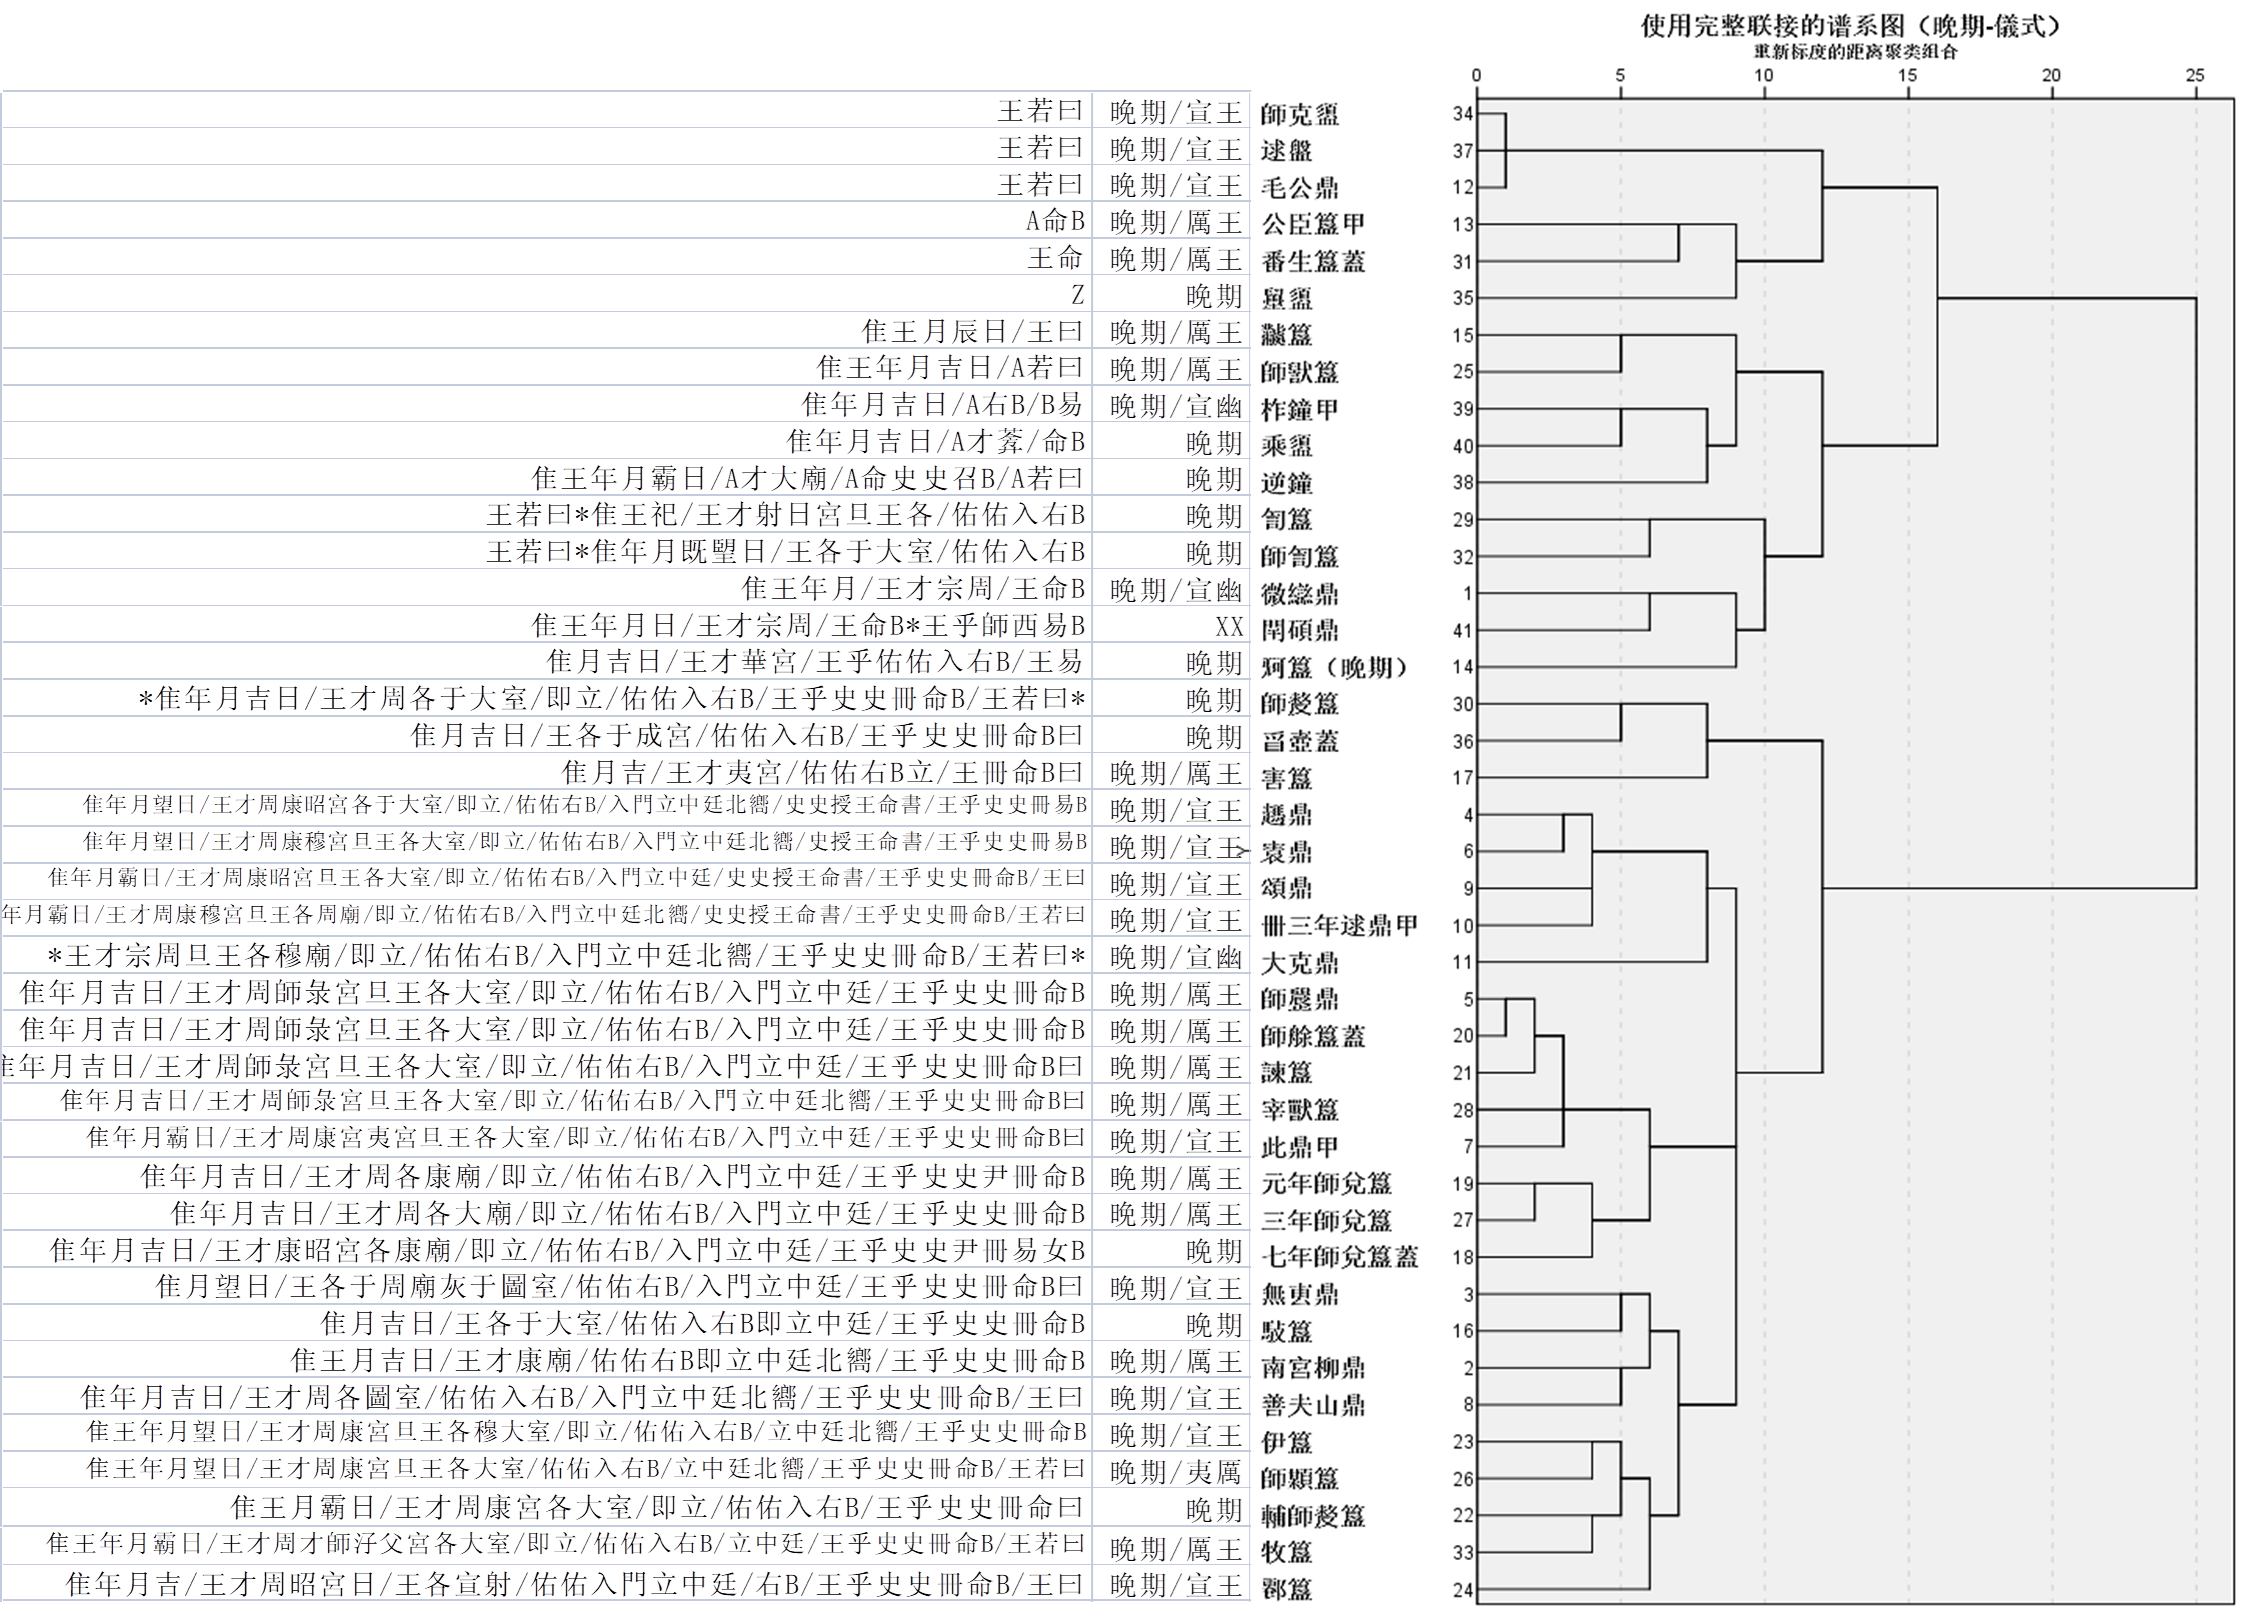 使用完整联接的谱系图（晚期-儀式）
重新标度的距离聚类组合
0 5 10 15 20 25
王若曰 晚期/宣王 師克盨 34
王若曰 晚期/宣王 逑盤 37
王若曰 晚期/宣王 毛公鼎 12
A命B 晚期/厲王 公臣簋甲 13
王命 晚期/厲王 番生簋蓋 31
Z 晚期 盨 35
隹王月辰日/王曰 晚期/厲王 簋 15
隹王年月吉日/A若曰 晚期/厲王 師獸簋 25
隹年月吉日/A右B/B易 晚期/宣幽 柞鐘甲 39
隹年月吉日/A才菶/命B 晚期 乘盨 40
隹王年月霸日/A才大廟/A命史史召B/A若曰 晚期 逆鐘 38
王若曰*隹王祀/王才射日宮旦王各/佑佑入右B 晚期 訇簋 29
王若曰*隹年月既朢日/王各于大室/佑佑入右B 晚期 師訇簋 32
隹王年月/王才宗周/王命B 晚期/宣幽 微䜌鼎 1
隹王年月日/王才宗周/王命B*王乎師西易B XX 閈碩鼎 41
隹月吉日/王才華宮/王乎佑佑入右B/王易 晚期 簋（晚期） 14
*隹年月吉日/王才周各于大室/即立/佑佑入右B/王乎史史冊命B/王若曰* 晚期 師嫠簋 30
隹月吉日/王各于成宮/佑佑入右B/王乎史史冊命B曰 晚期 曶壺蓋 36
隹月吉/王才夷宮/佑佑右B立/王冊命B曰 晚期/厲王 害簋 17
隹年月望日/王才周康昭宮各于大室/即立/佑佑右B/入門立中廷北嚮/史史授王命書/王乎史史冊易B 晚期/宣王 趩鼎 4
隹年月望日/王才周康穆宮旦王各大室/即立/佑佑右B/入門立中廷北嚮/史授王命書/王乎史史冊易B 晚期/宣王 袁鼎 6
隹年月霸日/王才周康昭宮旦王各大室/即立/佑佑右B/入門立中廷/史史授王命書/王乎史史冊命B/王曰 晚期/宣王 頌鼎 9
年月霸日/王才周康穆宮旦王各周廟/即立/佑佑右B/入門立中廷北嚮/史史授王命書/王乎史史冊命B/王若曰 晚期/宣王 卌三年逑鼎甲 10
*王才宗周旦王各穆廟/即立/佑佑右B/入門立中廷北嚮/王乎史史冊命B/王若曰* 晚期/宣幽 大克鼎 11
隹年月吉日/王才周師彔宮旦王各大室/即立/佑佑右B/入門立中廷/王乎史史冊命B 晚期/厲王 師鼎 5
隹年月吉日/王才周師彔宮旦王各大室/即立/佑佑右B/入門立中廷/王乎史史冊命B 晚期/厲王 師艅簋蓋 20
隹年月吉日/王才周師彔宮旦王各大室/即立/佑佑右B/入門立中廷/王乎史史冊命B曰 晚期/厲王 諫簋 21
隹年月吉日/王才周師彔宮旦王各大室/即立/佑佑右B/入門立中廷北嚮/王乎史史冊命B曰 晚期/厲王 宰獸簋 28
隹年月霸日/王才周康宮夷宮旦王各大室/即立/佑佑右B/入門立中廷/王乎史史冊命B曰 晚期/宣王 此鼎甲 7
隹年月吉日/王才周各康廟/即立/佑佑右B/入門立中廷/王乎史史尹冊命B 晚期/厲王 元年師兌簋 19
隹年月吉日/王才周各大廟/即立/佑佑右B/入門立中廷/王乎史史冊命B 晚期/厲王 三年師兌簋 27
隹年月吉日/王才康昭宮各康廟/即立/佑佑右B/入門立中廷/王乎史史尹冊易女B 晚期 七年師兌簋蓋 18
隹月望日/王各于周廟灰于圖室/佑佑右B/入門立中廷/王乎史史冊命B曰 晚期/宣王 無叀鼎 3
隹月吉日/王各于大室/佑佑入右B即立中廷/王乎史史冊命B 晚期 簋 16
隹王月吉日/王才康廟/佑佑右B即立中廷北嚮/王乎史史冊命B 晚期/厲王 南宮柳鼎 2
隹年月吉日/王才周各圖室/佑佑入右B/入門立中廷北嚮/王乎史史冊命B/王曰 晚期/宣王 善夫山鼎 8
隹王年月望日/王才周康宮旦王各穆大室/即立/佑佑入右B/立中廷北嚮/王乎史史冊命B 晚期/宣王 伊簋 23
隹王年月望日/王才周康宮旦王各大室/佑佑入右B/立中廷北嚮/王乎史史冊命B/王若曰 晚期/夷厲 師顈簋 26
隹王月霸日/王才周康宮各大室/即立/佑佑入右B/王乎史史冊命曰 晚期 輔師嫠簋 22
隹王年月霸日/王才周才師汓父宮各大室/即立/佑佑入右B/立中廷/王乎史史冊命B/王若曰 晚期/厲王 牧簋 33
隹年月吉/王才周昭宮日/王各宣射/佑佑入門立中廷/右B/王乎史史冊命B/王曰 晚期/宣王 鄩簋 24